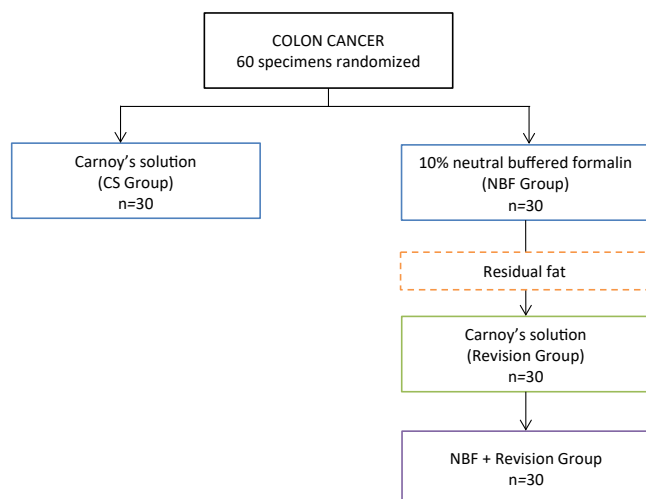 COLON CANCER
60 specimens randomized
Carnoy's solution
(CS Group)
n=30
10% neutral buffered formalin
(NBF Group)
n=30
Residual fat
Carnoy's solution
(Revision Group)
n=30
NBF + Revision Group
n=30